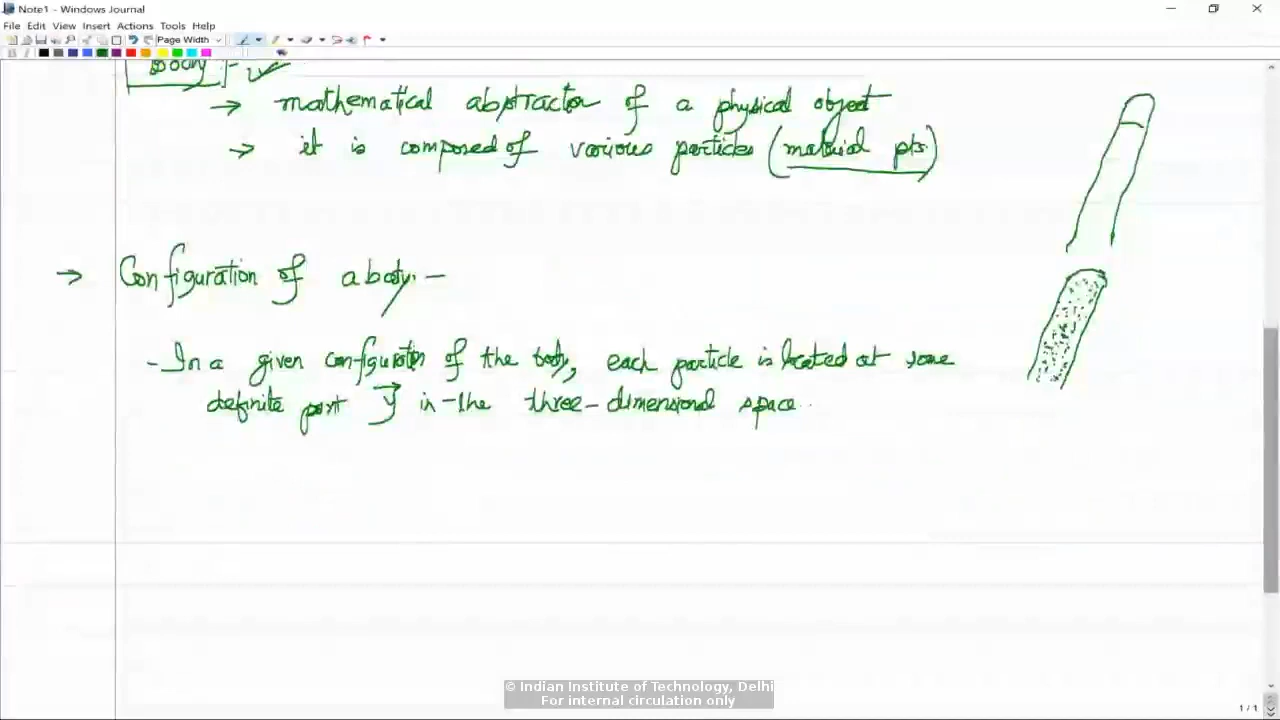 Note1 - Windows Journal
File Edit View Insert Actions Tools Help
Page Width
Body :-
→ mathematical abstraction of a physical object
→ it is composed of various particles (material pts.)
→ Configuration of a body :-
- In a given configuration of the body, each particle is located at some
definite point y in the three-dimensional space.
© Indian Institute of Technology, Delhi
For internal circulation only
1 / 1